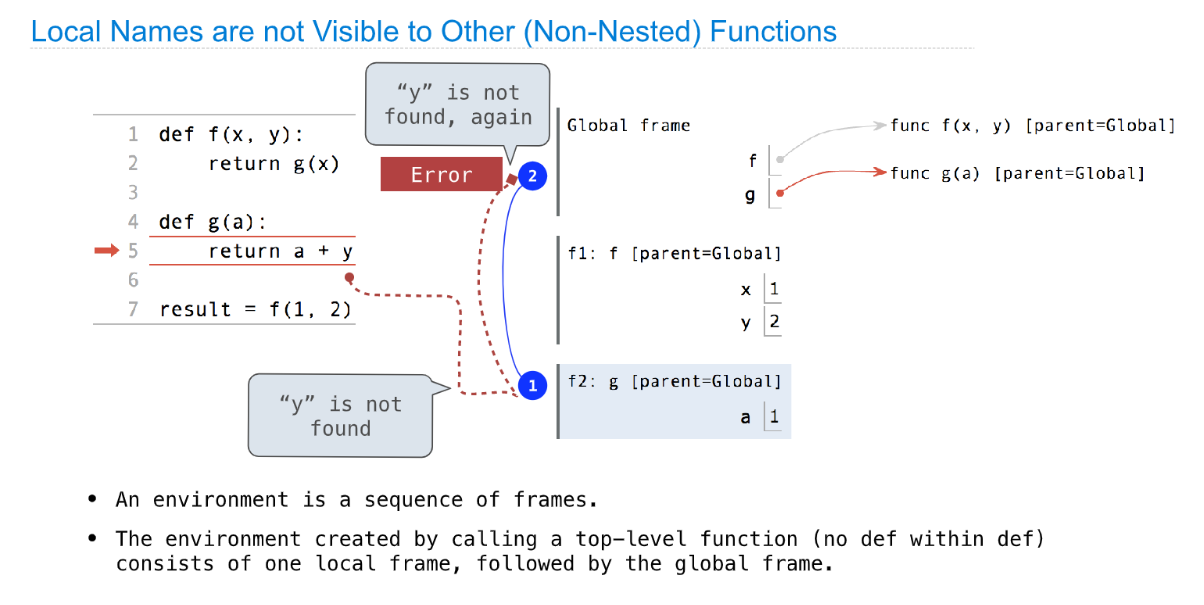 Local Names are not Visible to Other (Non-Nested) Functions
“y” is not
found, again
1 def f(x, y):
2 return g(x)
3
4 def g(a):
5 return a + y
6
7 result = f(1, 2)
Error
2
Global frame
f
g
func f(x, y) [parent=Global]
func g(a) [parent=Global]
f1: f [parent=Global]
x 1
y 2
1
f2: g [parent=Global]
a 1
“y” is not
found
• An environment is a sequence of frames.
• The environment created by calling a top-level function (no def within def)
consists of one local frame, followed by the global frame.